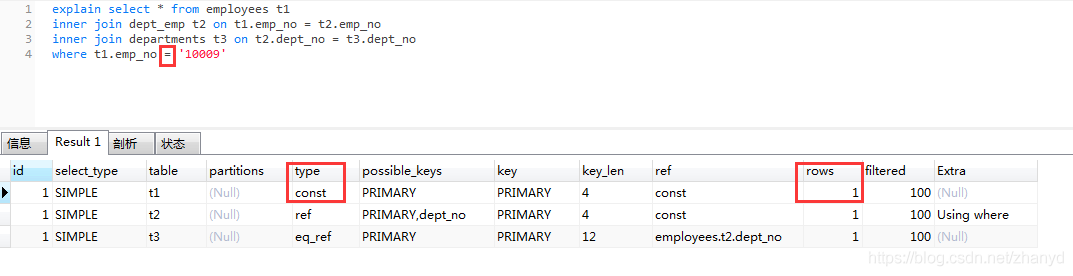 1 explain select * from employees t1
2 inner join dept_emp t2 on t1.emp_no = t2.emp_no
3 inner join departments t3 on t2.dept_no = t3.dept_no
4 where t1.emp_no = '10009'
信息 Result 1 剖析 状态
id select_type table partitions type possible_keys key key_len ref rows filtered Extra
1 SIMPLE t1 (Null) const PRIMARY PRIMARY 4 const 1 100 (Null)
1 SIMPLE t2 (Null) ref PRIMARY,dept_no PRIMARY 4 const 1 100 Using where
1 SIMPLE t3 (Null) eq_ref PRIMARY PRIMARY 12 employees.t2.dept_no 1 100 (Null)
https://blog.csdn.net/zhanyd